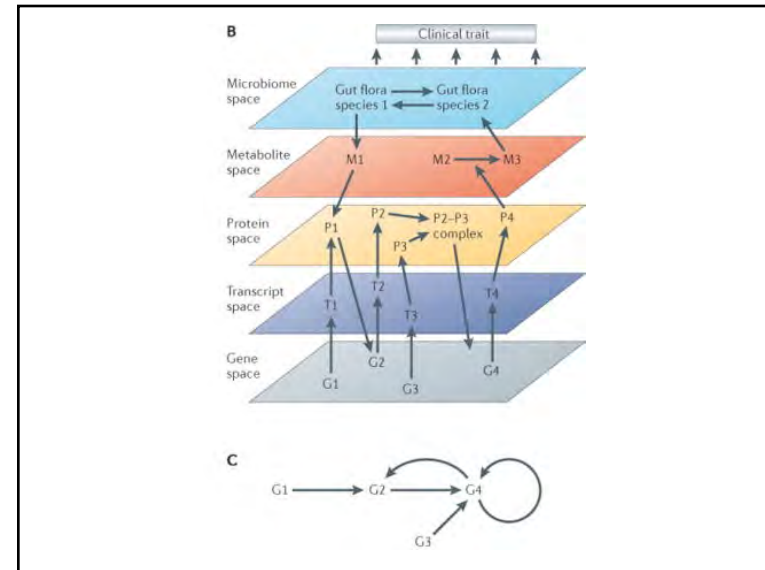 B
Clinical trait
Microbiome
space
Gut flora
species 1
Gut flora
species 2
Metabolite
space
M1
M2
M3
Protein
space
P1
P2
P2–P3
complex
P3
P4
Transcript
space
T1
T2
T3
T4
Gene
space
G1
G2
G3
G4
C
G1
G2
G4
G3